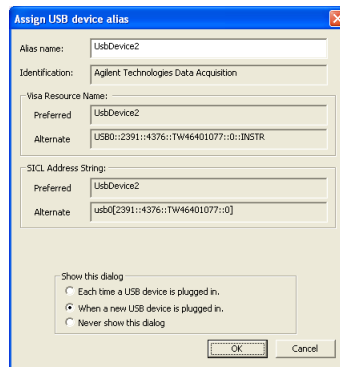 Assign USB device alias
Alias name: UsbDevice2
Identification: Agilent Technologies Data Acquisition
Visa Resource Name:
Preferred UsbDevice2
Alternate USB0::2391::4376::TW46401077::0::INSTR
SICL Address String:
Preferred UsbDevice2
Alternate usb0[2391::4376::TW46401077::0]
Show this dialog
Each time a USB device is plugged in.
When a new USB device is plugged in.
Never show this dialog
OK Cancel